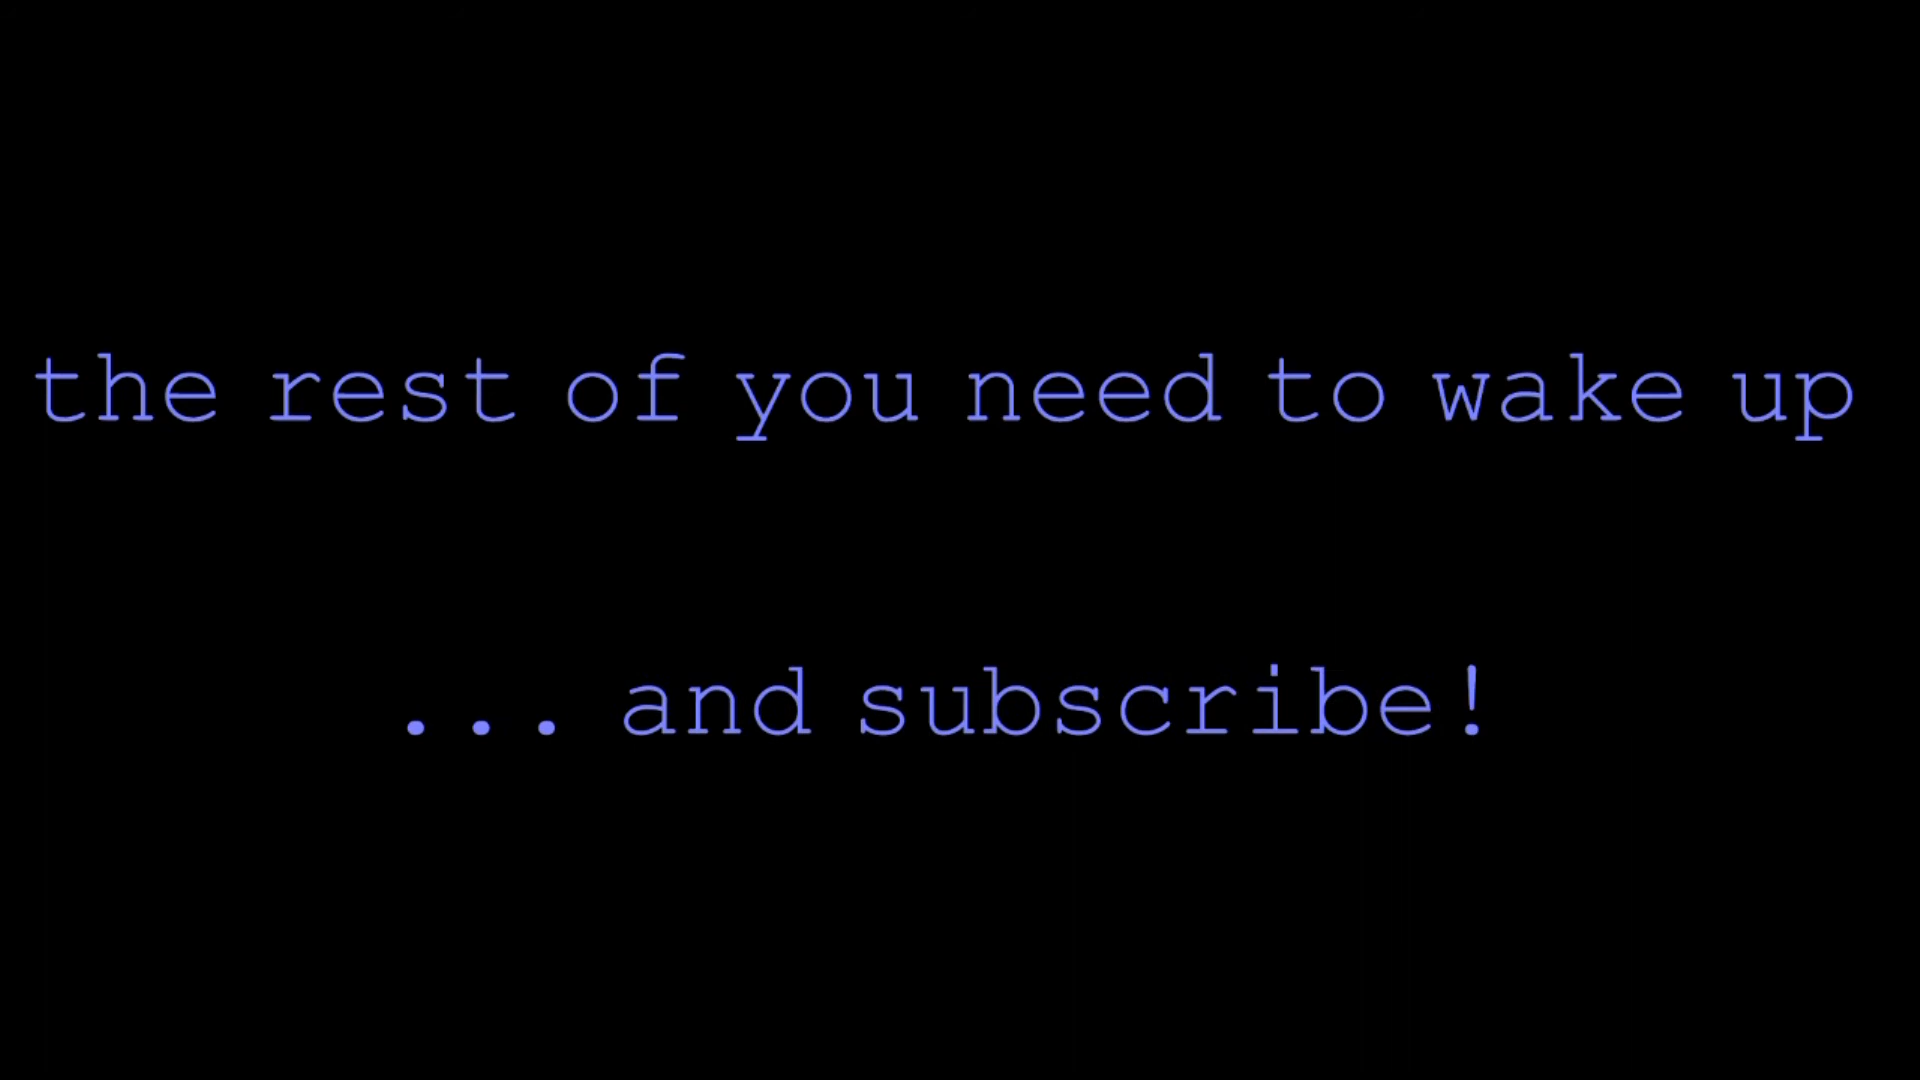 the rest of you need to wake up
... and subscribe!